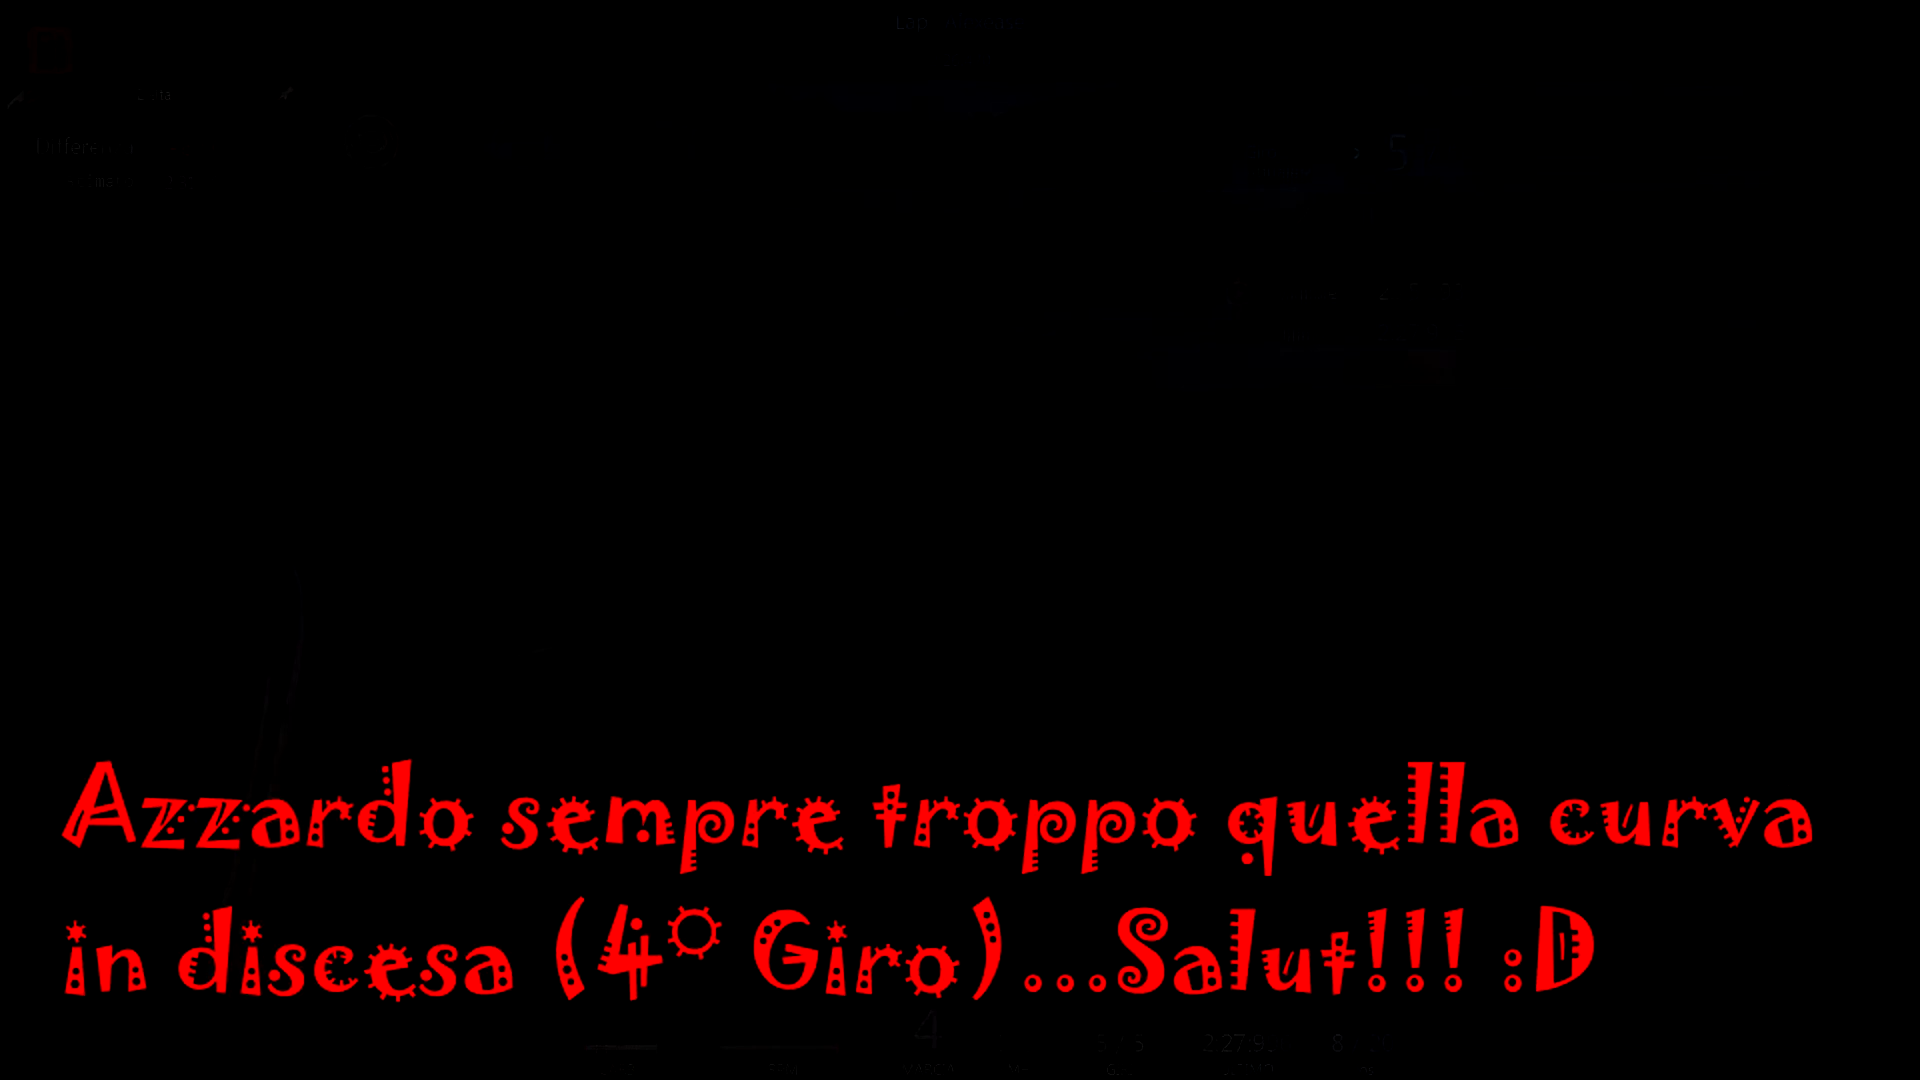 Azzardo sempre troppo quella curva
in discesa (4° Giro)...Salut!!! :D